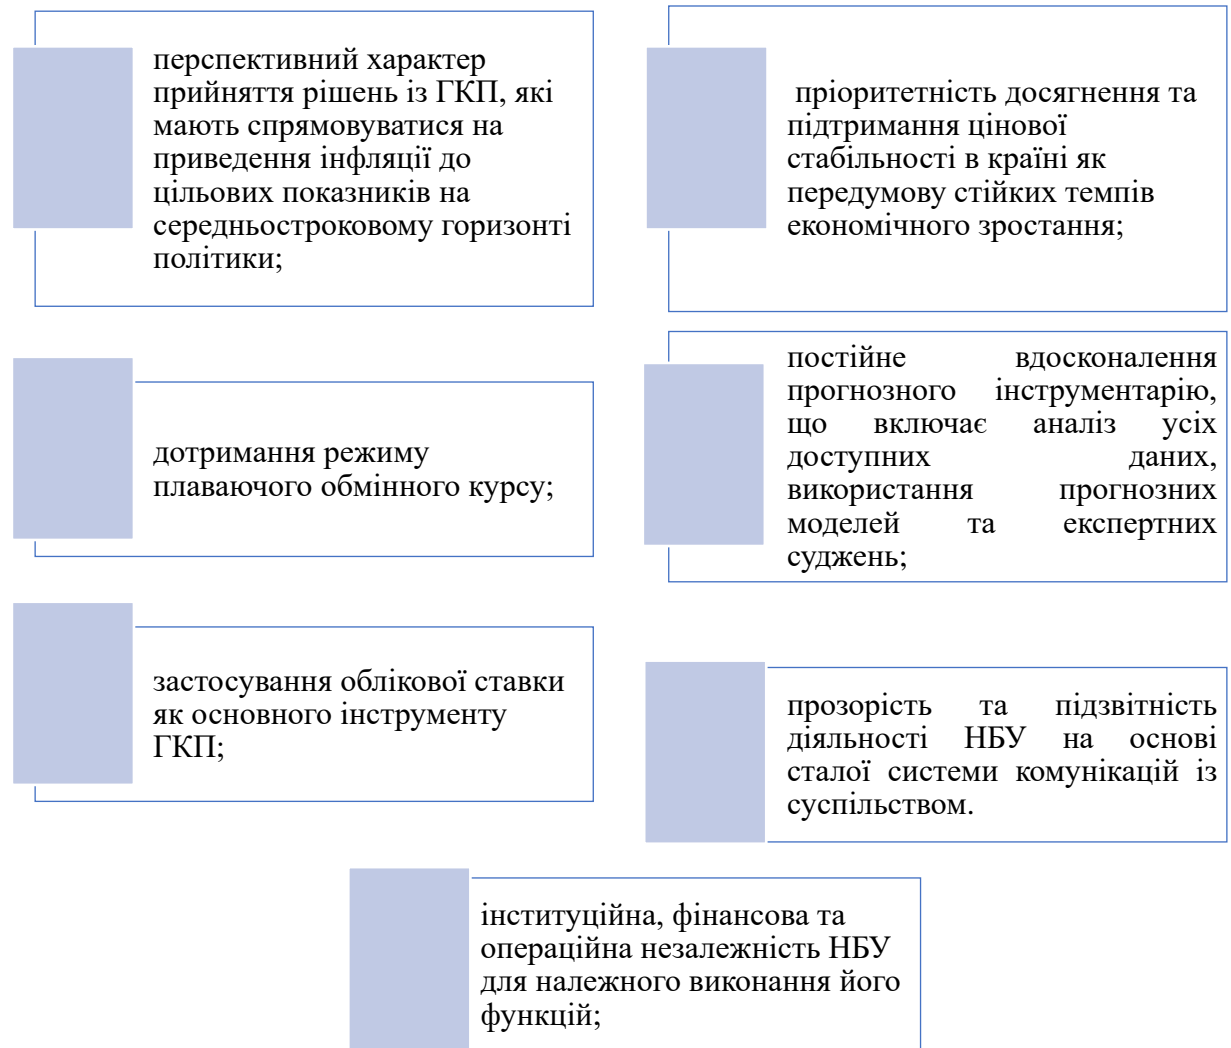 перспективний характер
прийняття рішень із ГКП, які
мають спрямовуватися на
приведення інфляції до
цільових показників на
середньостроковому горизонті
політики;
пріоритетність досягнення та
підтримання цінової
стабільності в країні як
передумову стійких темпів
економічного зростання;
дотримання режиму
плаваючого обмінного курсу;
постійне вдосконалення
прогнозного інструментарію,
що включає аналіз усіх
доступних даних,
використання прогнозних
моделей та експертних
суджень;
застосування облікової ставки
як основного інструменту
ГКП;
прозорість та підзвітність
діяльності НБУ на основі
сталої системи комунікацій із
суспільством.
інституційна, фінансова та
операційна незалежність НБУ
для належного виконання його
функцій;